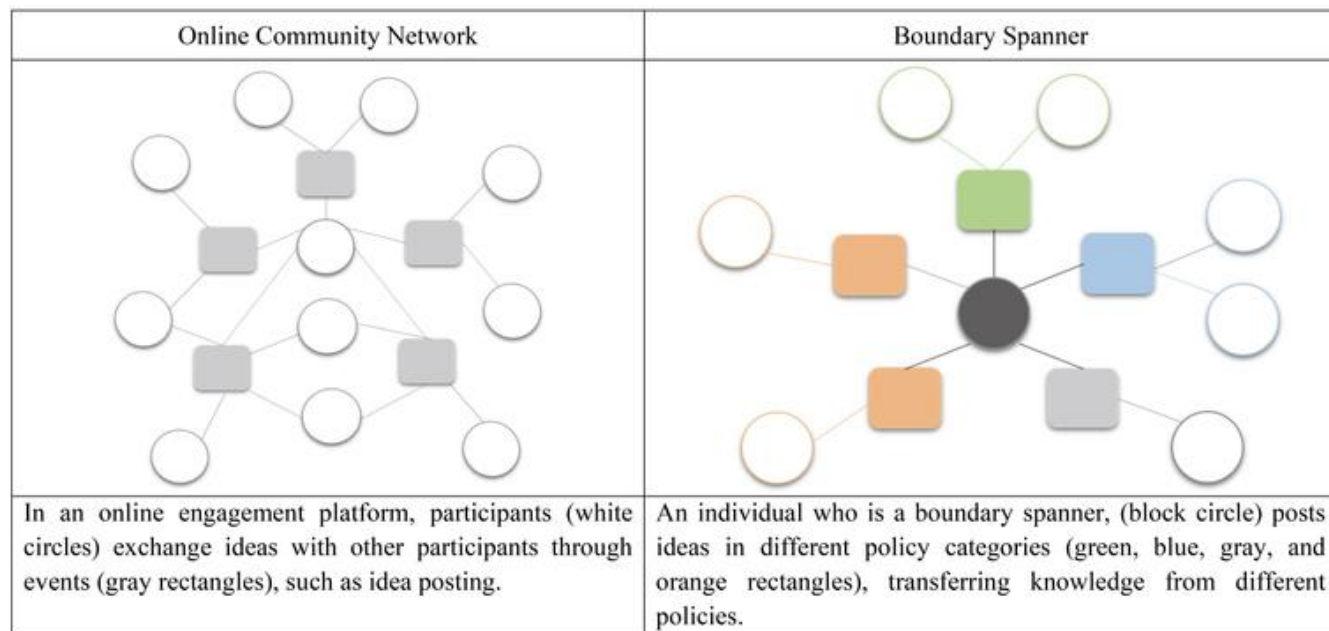 Online Community Network
Boundary Spanner
In an online engagement platform, participants (white
circles) exchange ideas with other participants through
events (gray rectangles), such as idea posting.
An individual who is a boundary spanner, (block circle) posts
ideas in different policy categories (green, blue, gray, and
orange rectangles), transferring knowledge from different
policies.